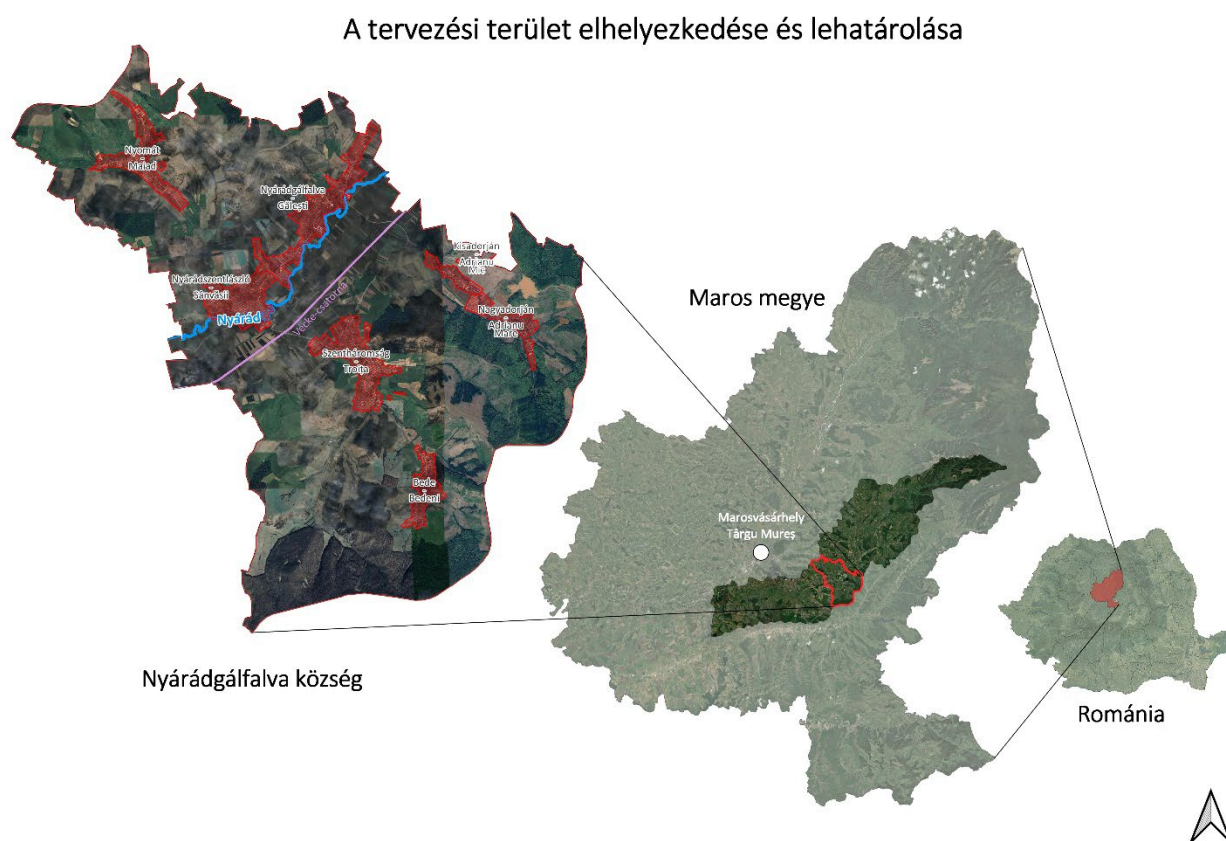 A tervezési terület elhelyezkedése és lehatárolása
Nyomát
Maiad
Nyárádgálfalva
Gălești
Kisadorján
Adrianu
Mic
Nyárádszentlászló
Sânvăsii
Nyárád
Vécke-csatorna
Nagyadorján
Adrianu
Mare
Szentháromság
Troița
Bede
Bedeni
Nyárádgálfalva község
Maros megye
Marosvásárhely
Târgu Mureș
Románia